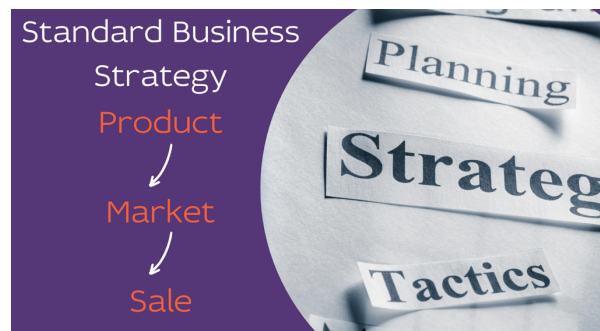 Standard Business
Strategy
Product
Market
Sale
Planning
Strateg
Tactics